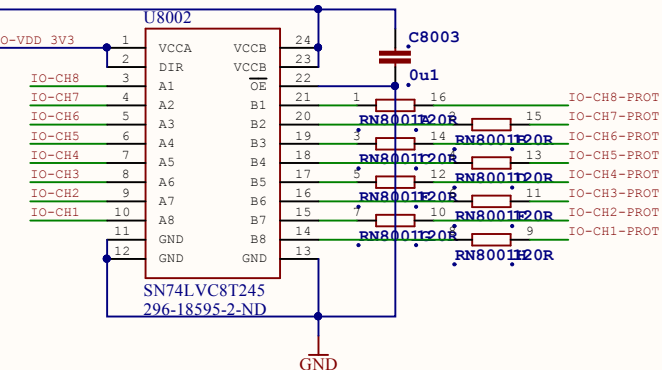 U8002
IO-VDD 3V3
C8003
0u1
1 VCCA VCCB 24
2 DIR VCCB 23
IO-CH8 3 A1 OE 22
IO-CH7 4 A2 B1 21 1 16 IO-CH8-PROT
IO-CH6 5 A3 B2 20 15 IO-CH7-PROT
IO-CH5 6 A4 B3 19 3 14 IO-CH6-PROT
IO-CH4 7 A5 B4 18 13 IO-CH5-PROT
IO-CH3 8 A6 B5 17 5 12 IO-CH4-PROT
IO-CH2 9 A7 B6 16 11 IO-CH3-PROT
IO-CH1 10 A8 B7 15 7 10 IO-CH2-PROT
11 GND B8 14 9 IO-CH1-PROT
12 GND GND 13
SN74LVC8T245
296-18595-2-ND
GND